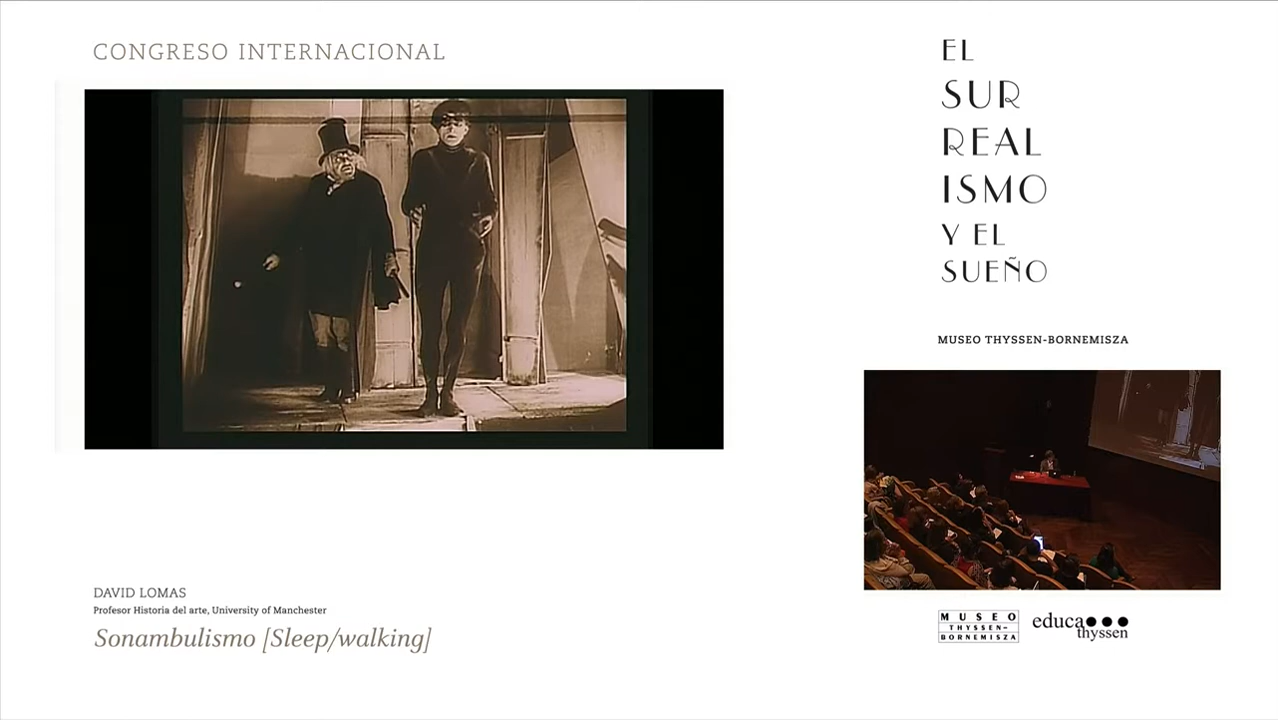 CONGRESO INTERNACIONAL
EL
SUR
REAL
ISMO
Y EL
SUEÑO
MUSEO THYSSEN-BORNEMISZA
DAVID LOMAS
Profesor Historia del arte, University of Manchester
Sonambulismo [Sleep/walking]
MUSEO
THYSSEN-
BORNEMISZA
educa
thyssen